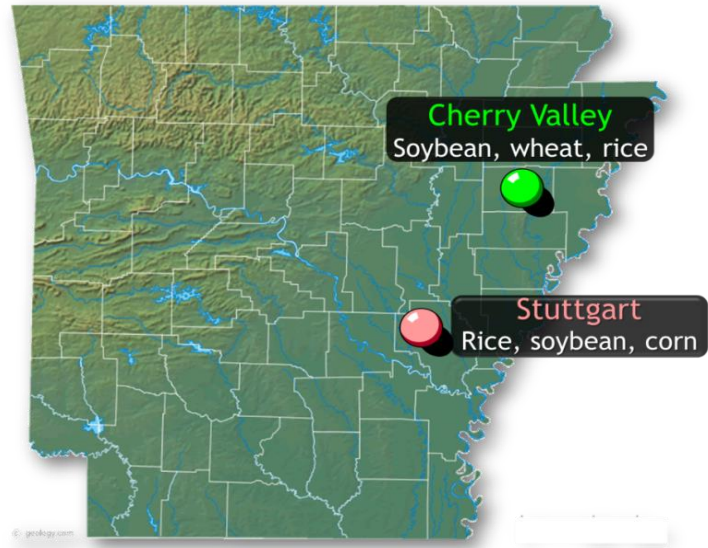 Cherry Valley
Soybean, wheat, rice
Stuttgart
Rice, soybean, corn
© geology.com